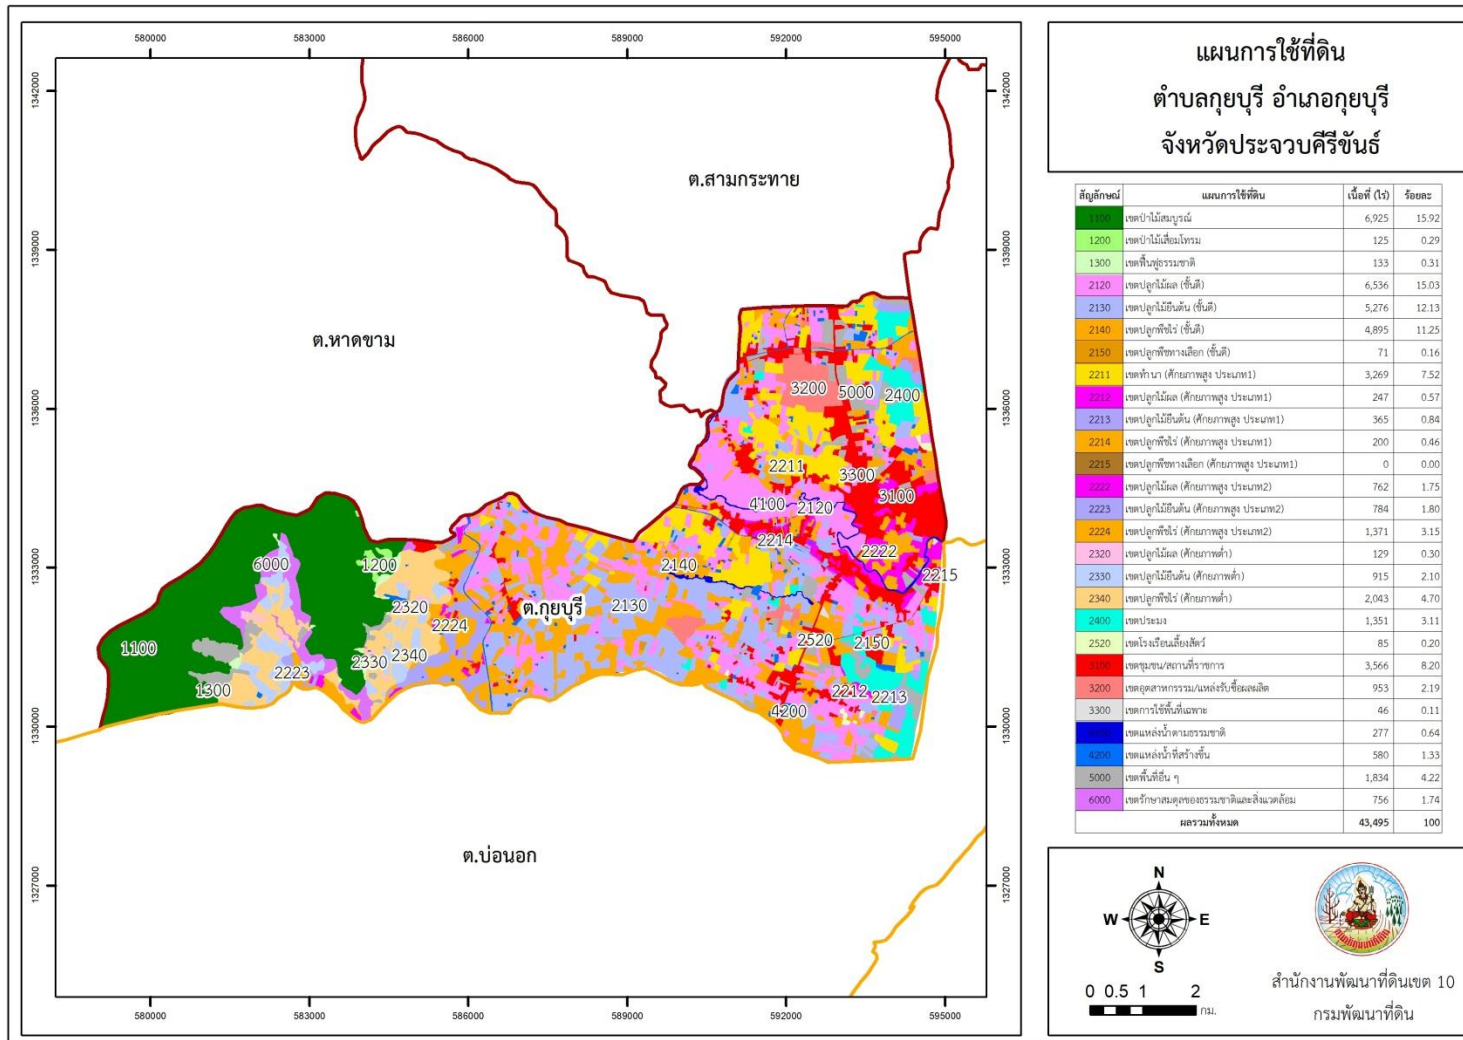 แผนการใช้ที่ดิน
ตำบลกุยบุรี อำเภอกุยบุรี
จังหวัดประจวบคีรีขันธ์
580000 583000 586000 589000 592000 595000
1342000 1342000
1339000 1339000
1336000 1336000
1333000 1333000
1330000 1330000
1327000 1327000
ต.สามกระทาย
ต.หาดขาม
3200 5000 2400
2211 3300
3100
4100 2120
2214 2222
6000 1200 2140 2215
2320 ต.กุยบุรี 2130
2224
1100 2330 2340 2520 2150
2223
1300 2212 2213
4200
ต.บ่อนอก
580000 583000 586000 589000 592000 595000
สัญลักษณ์ แผนการใช้ที่ดิน เนื้อที่ (ไร่) ร้อยละ
1100 เขตป่าไม้สมบูรณ์ 6,925 15.92
1200 เขตป่าไม้เสื่อมโทรม 125 0.29
1300 เขตฟื้นฟูธรรมชาติ 133 0.31
2120 เขตปลูกไม้ผล (ชั้นดี) 6,536 15.03
2130 เขตปลูกไม้ยืนต้น (ชั้นดี) 5,276 12.13
2140 เขตปลูกพืชไร่ (ชั้นดี) 4,895 11.25
2150 เขตปลูกพืชทางเลือก (ชั้นดี) 71 0.16
2211 เขตทำนา (ศักยภาพสูง ประเภท1) 3,269 7.52
2212 เขตปลูกไม้ผล (ศักยภาพสูง ประเภท1) 247 0.57
2213 เขตปลูกไม้ยืนต้น (ศักยภาพสูง ประเภท1) 365 0.84
2214 เขตปลูกพืชไร่ (ศักยภาพสูง ประเภท1) 200 0.46
2215 เขตปลูกพืชทางเลือก (ศักยภาพสูง ประเภท1) 0 0.00
2222 เขตปลูกไม้ผล (ศักยภาพสูง ประเภท2) 762 1.75
2223 เขตปลูกไม้ยืนต้น (ศักยภาพสูง ประเภท2) 784 1.80
2224 เขตปลูกพืชไร่ (ศักยภาพสูง ประเภท2) 1,371 3.15
2320 เขตปลูกไม้ผล (ศักยภาพต่ำ) 129 0.30
2330 เขตปลูกไม้ยืนต้น (ศักยภาพต่ำ) 915 2.10
2340 เขตปลูกพืชไร่ (ศักยภาพต่ำ) 2,043 4.70
2400 เขตประมง 1,351 3.11
2520 เขตโรงเรือนเลี้ยงสัตว์ 85 0.20
3100 เขตชุมชน/สถานที่ราชการ 3,566 8.20
3200 เขตอุตสาหกรรม/แหล่งรับซื้อผลผลิต 953 2.19
3300 เขตการใช้พื้นที่เฉพาะ 46 0.11
เขตแหล่งน้ำตามธรรมชาติ 277 0.64
4200 เขตแหล่งน้ำที่สร้างขึ้น 580 1.33
5000 เขตพื้นที่อื่น ๆ 1,834 4.22
6000 เขตรักษาสมดุลของธรรมชาติและสิ่งแวดล้อม 756 1.74
ผลรวมทั้งหมด 43,495 100
N
W E
S
0 0.5 1 2
กม.
กรมพัฒนาที่ดิน
สำนักงานพัฒนาที่ดินเขต 10
กรมพัฒนาที่ดิน